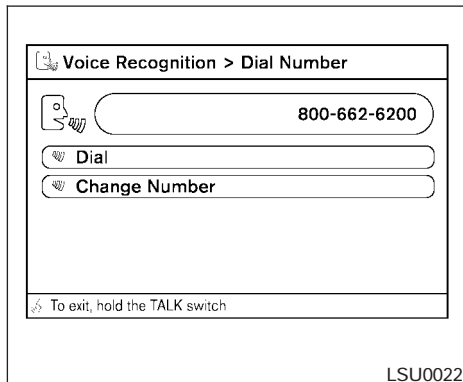 Voice Recognition > Dial Number
800-662-6200
Dial
Change Number
To exit, hold the TALK switch
LSU0022